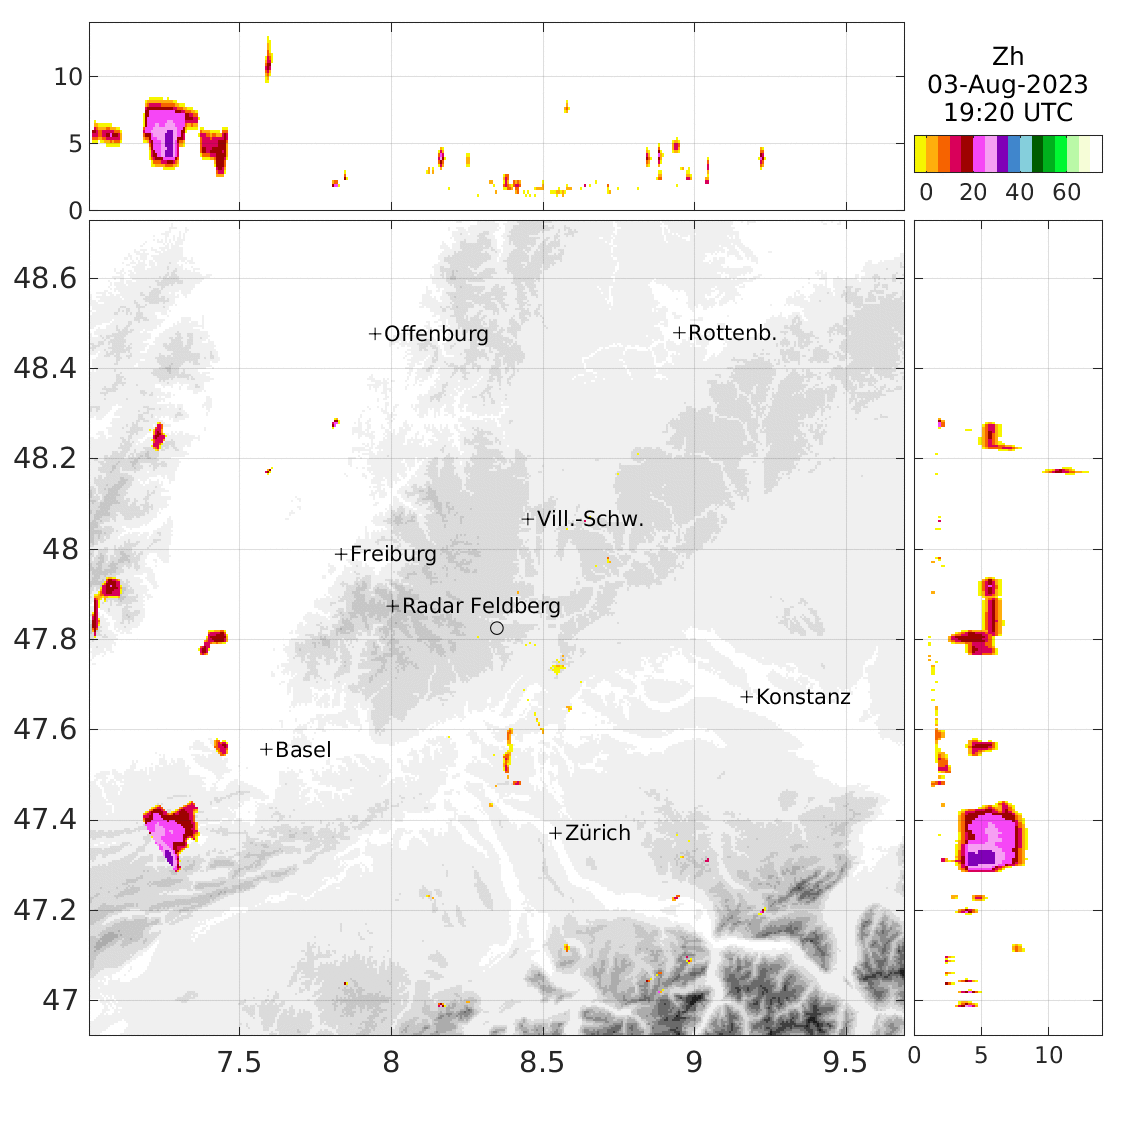 Zh
03-Aug-2023
19:20 UTC
0 20 40 60
10
5
0
48.6
48.4
48.2
48
47.8
47.6
47.4
47.2
47
Offenburg
Rottenb.
Vill.-Schw.
Freiburg
Radar Feldberg
Konstanz
Basel
Zürich
7.5 8 8.5 9 9.5
0 5 10